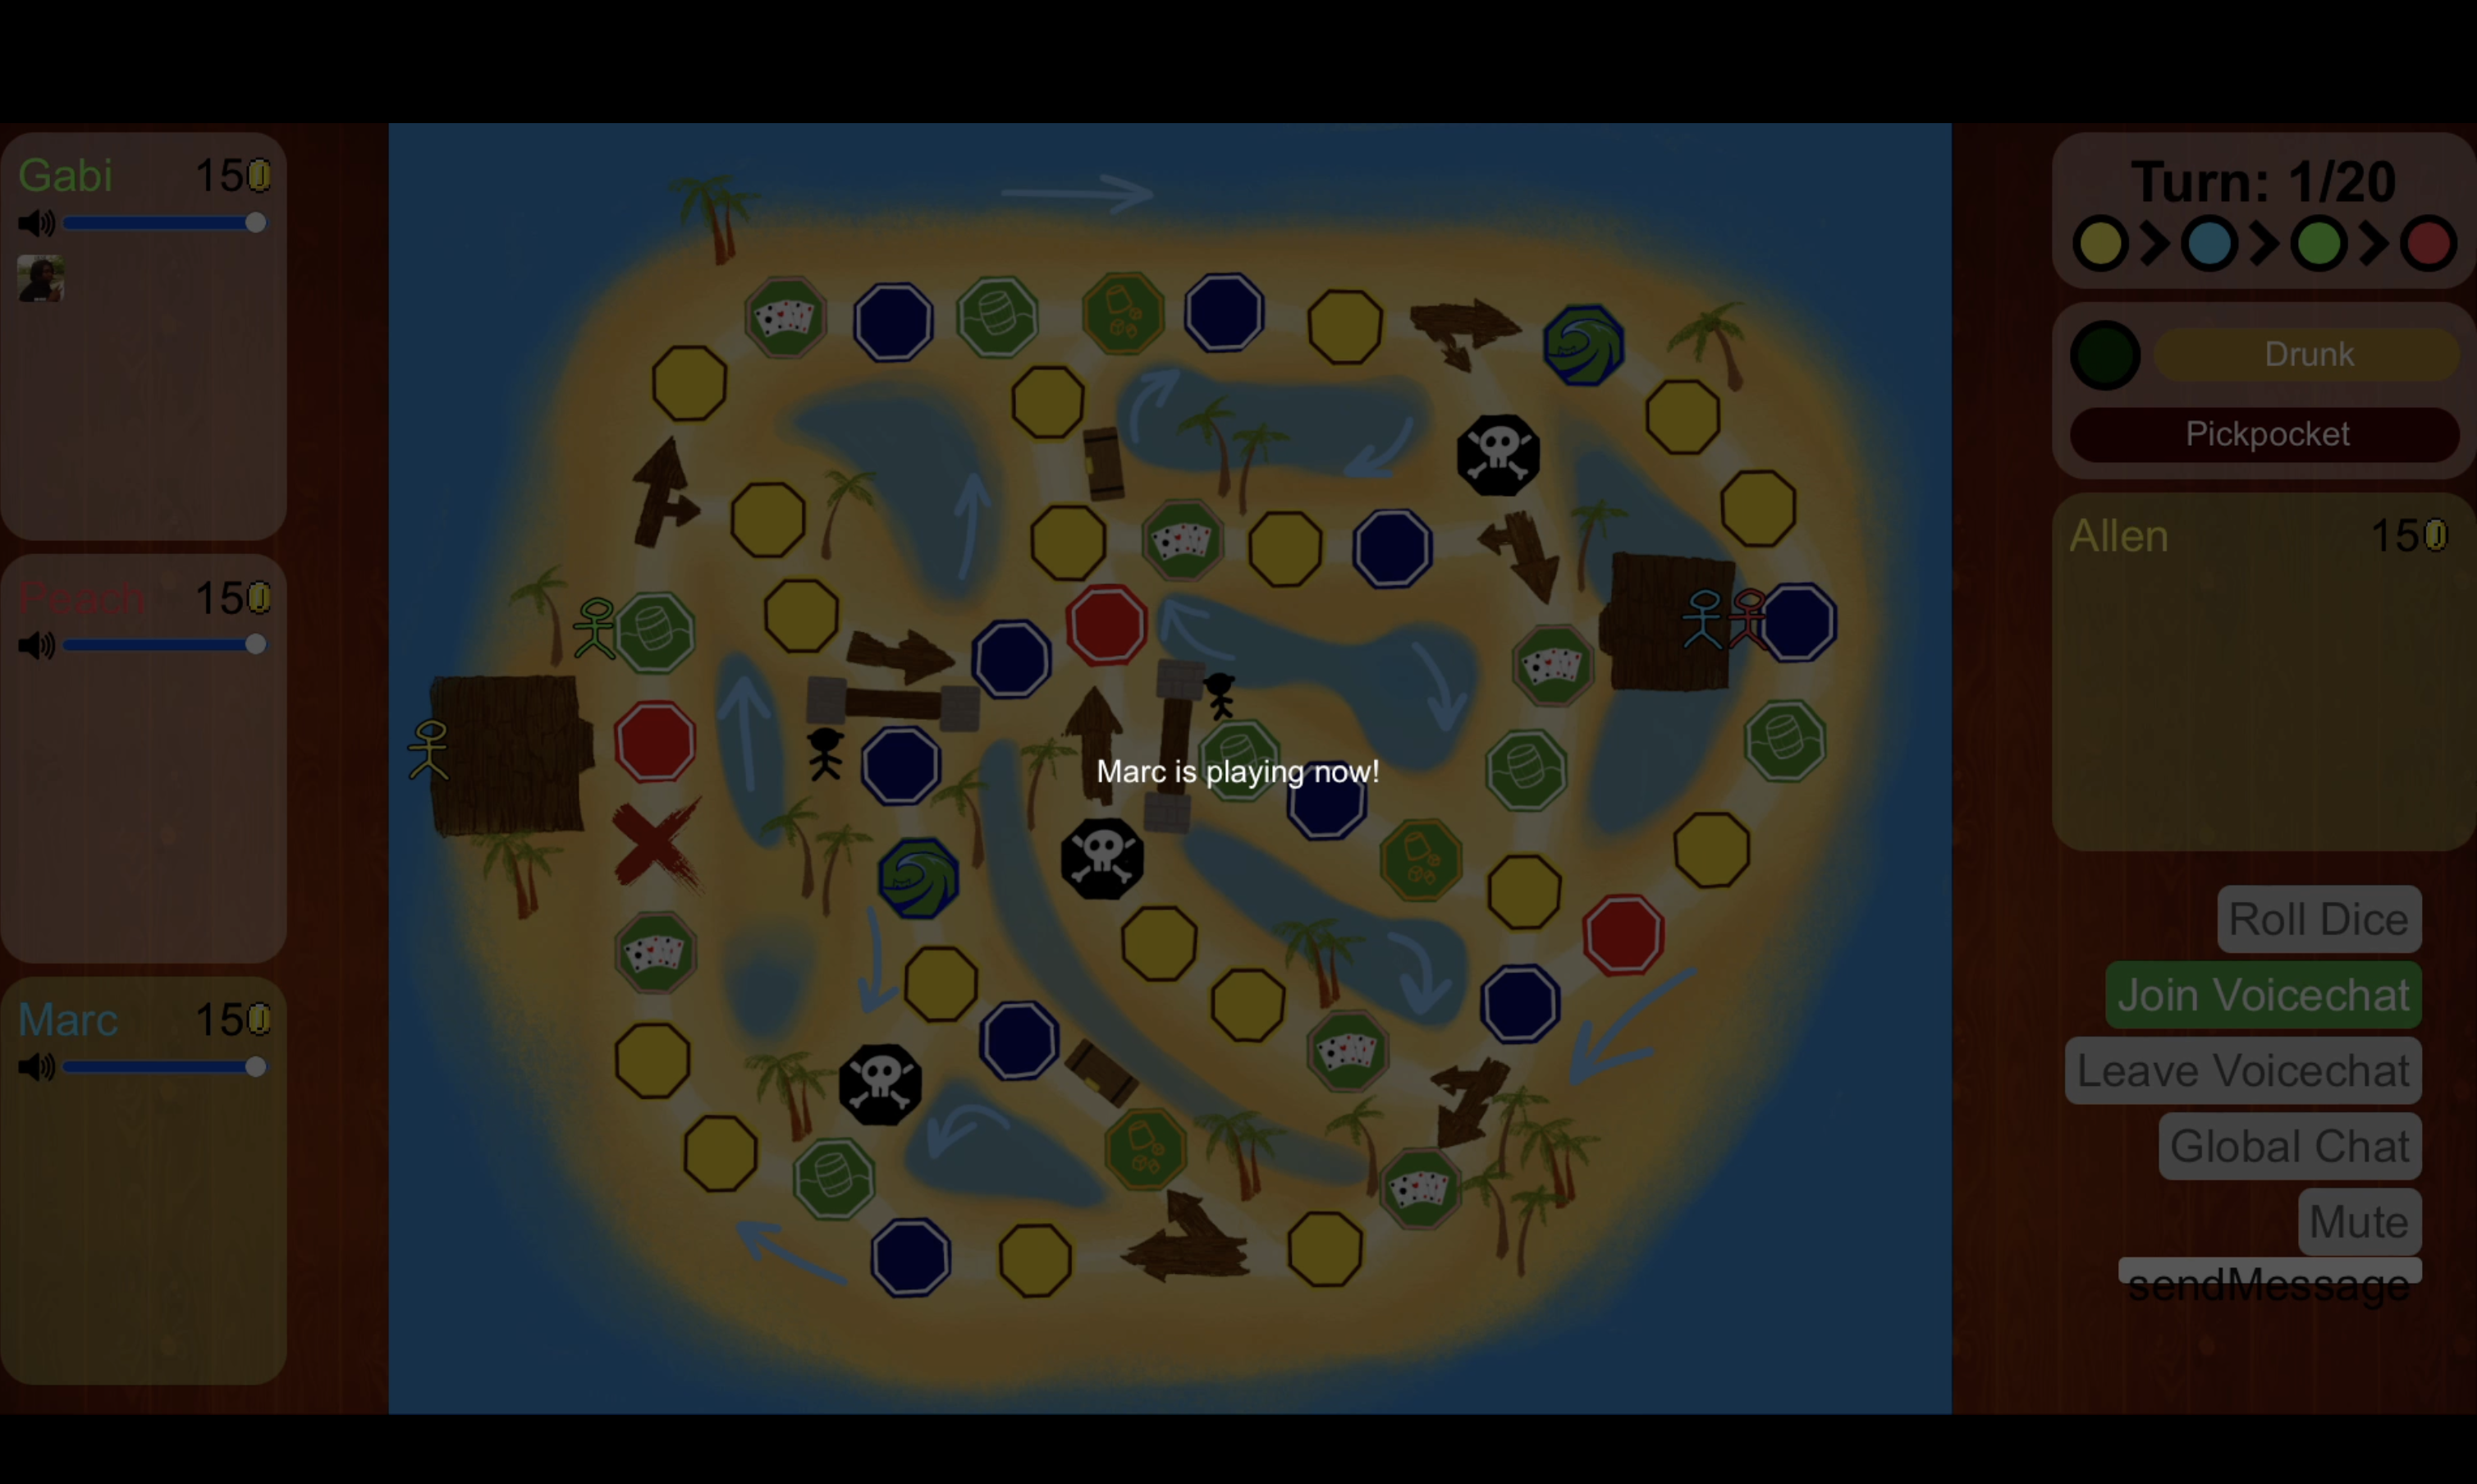 Gabi 150
Peach 150
Marc 150
Marc is playing now!
Turn: 1/20
Drunk
Pickpocket
Allen 150
Roll Dice
Join Voicechat
Leave Voicechat
Global Chat
Mute
sendMessage